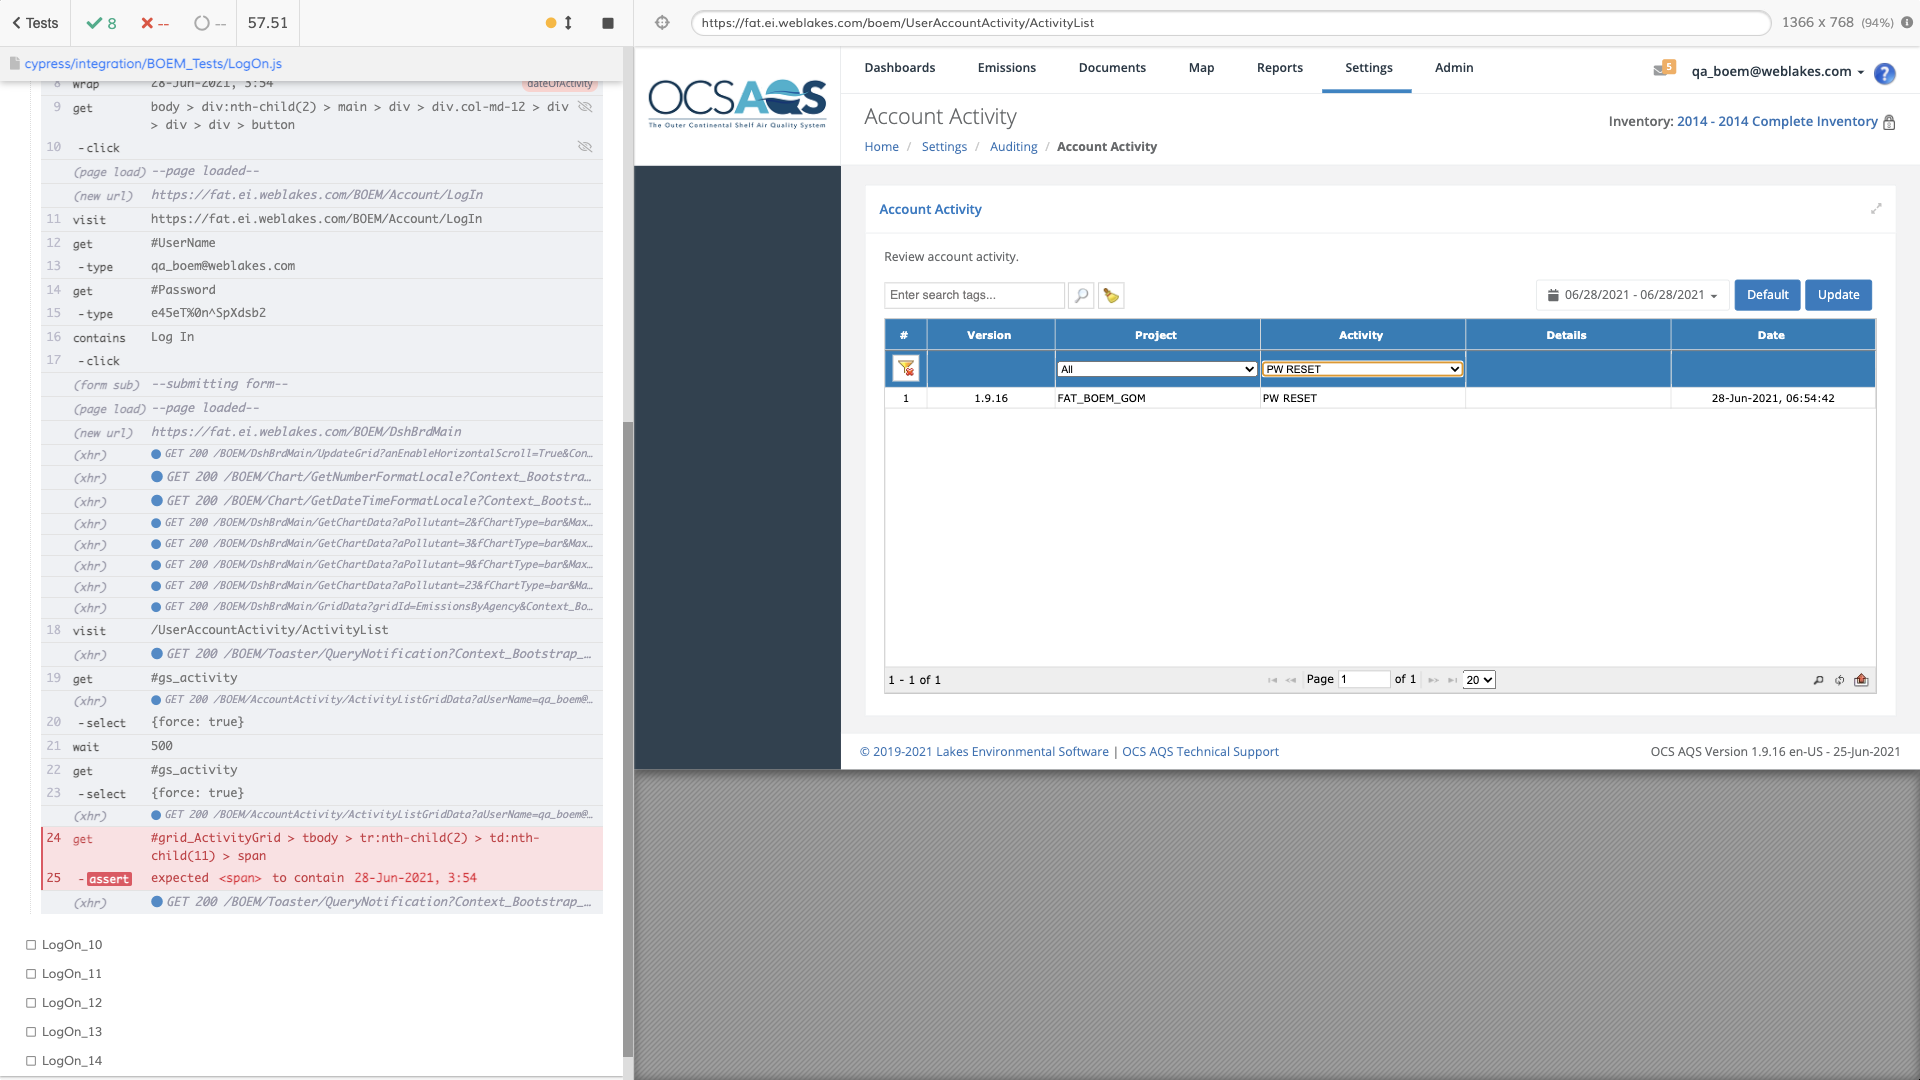 Tests
8
--
--
57.51
cypress/integration/BOEM_Tests/LogOn.js
8 wrap 28-Jun-2021, 3:54 dateOfActivity
9 get body > div:nth-child(2) > main > div > div.col-md-12 > div
> div > div > button
10 -click
(page load) --page loaded--
(new url) https://fat.ei.weblakes.com/BOEM/Account/LogIn
11 visit https://fat.ei.weblakes.com/BOEM/Account/LogIn
12 get #UserName
13 -type qa_boem@weblakes.com
14 get #Password
15 -type e45eT%0n^SpXdsb2
16 contains Log In
17 -click
(form sub) --submitting form--
(page load) --page loaded--
(new url) https://fat.ei.weblakes.com/BOEM/DshBrdMain
(xhr) GET 200 /BOEM/DshBrdMain/UpdateGrid?anEnableHorizontalScroll=True&Con…
(xhr) GET 200 /BOEM/Chart/GetNumberFormatLocale?Context_Bootstra…
(xhr) GET 200 /BOEM/Chart/GetDateTimeFormatLocale?Context_Bootst…
(xhr) GET 200 /BOEM/DshBrdMain/GetChartData?aPollutant=2&fChartType=bar&Max…
(xhr) GET 200 /BOEM/DshBrdMain/GetChartData?aPollutant=3&fChartType=bar&Max…
(xhr) GET 200 /BOEM/DshBrdMain/GetChartData?aPollutant=9&fChartType=bar&Max…
(xhr) GET 200 /BOEM/DshBrdMain/GetChartData?aPollutant=23&fChartType=bar&Ma…
(xhr) GET 200 /BOEM/DshBrdMain/GridData?gridId=EmissionsByAgency&Context_Bo…
18 visit /UserAccountActivity/ActivityList
(xhr) GET 200 /BOEM/Toaster/QueryNotification?Context_Bootstrap_…
19 get #gs_activity
(xhr) GET 200 /BOEM/AccountActivity/ActivityListGridData?aUserName=qa_boem@…
20 -select {force: true}
21 wait 500
22 get #gs_activity
23 -select {force: true}
(xhr) GET 200 /BOEM/AccountActivity/ActivityListGridData?aUserName=qa_boem@…
24 get #grid_ActivityGrid > tbody > tr:nth-child(2) > td:nth-
child(11) > span
25 -assert expected <span> to contain 28-Jun-2021, 3:54
(xhr) GET 200 /BOEM/Toaster/QueryNotification?Context_Bootstrap_…
LogOn_10
LogOn_11
LogOn_12
LogOn_13
LogOn_14
https://fat.ei.weblakes.com/boem/UserAccountActivity/ActivityList
1366 x 768 (94%)
OCSAQS
The Outer Continental Shelf Air Quality System
Dashboards Emissions Documents Map Reports Settings Admin
5 qa_boem@weblakes.com ?
Account Activity
Inventory: 2014 - 2014 Complete Inventory
Home / Settings / Auditing / Account Activity
Account Activity
Review account activity.
Enter search tags...
06/28/2021 - 06/28/2021 Default Update
# Version Project Activity Details Date
All PW RESET
1 1.9.16 FAT_BOEM_GOM PW RESET 28-Jun-2021, 06:54:42
1 - 1 of 1 Page 1 of 1 20
© 2019-2021 Lakes Environmental Software | OCS AQS Technical Support
OCS AQS Version 1.9.16 en-US - 25-Jun-2021